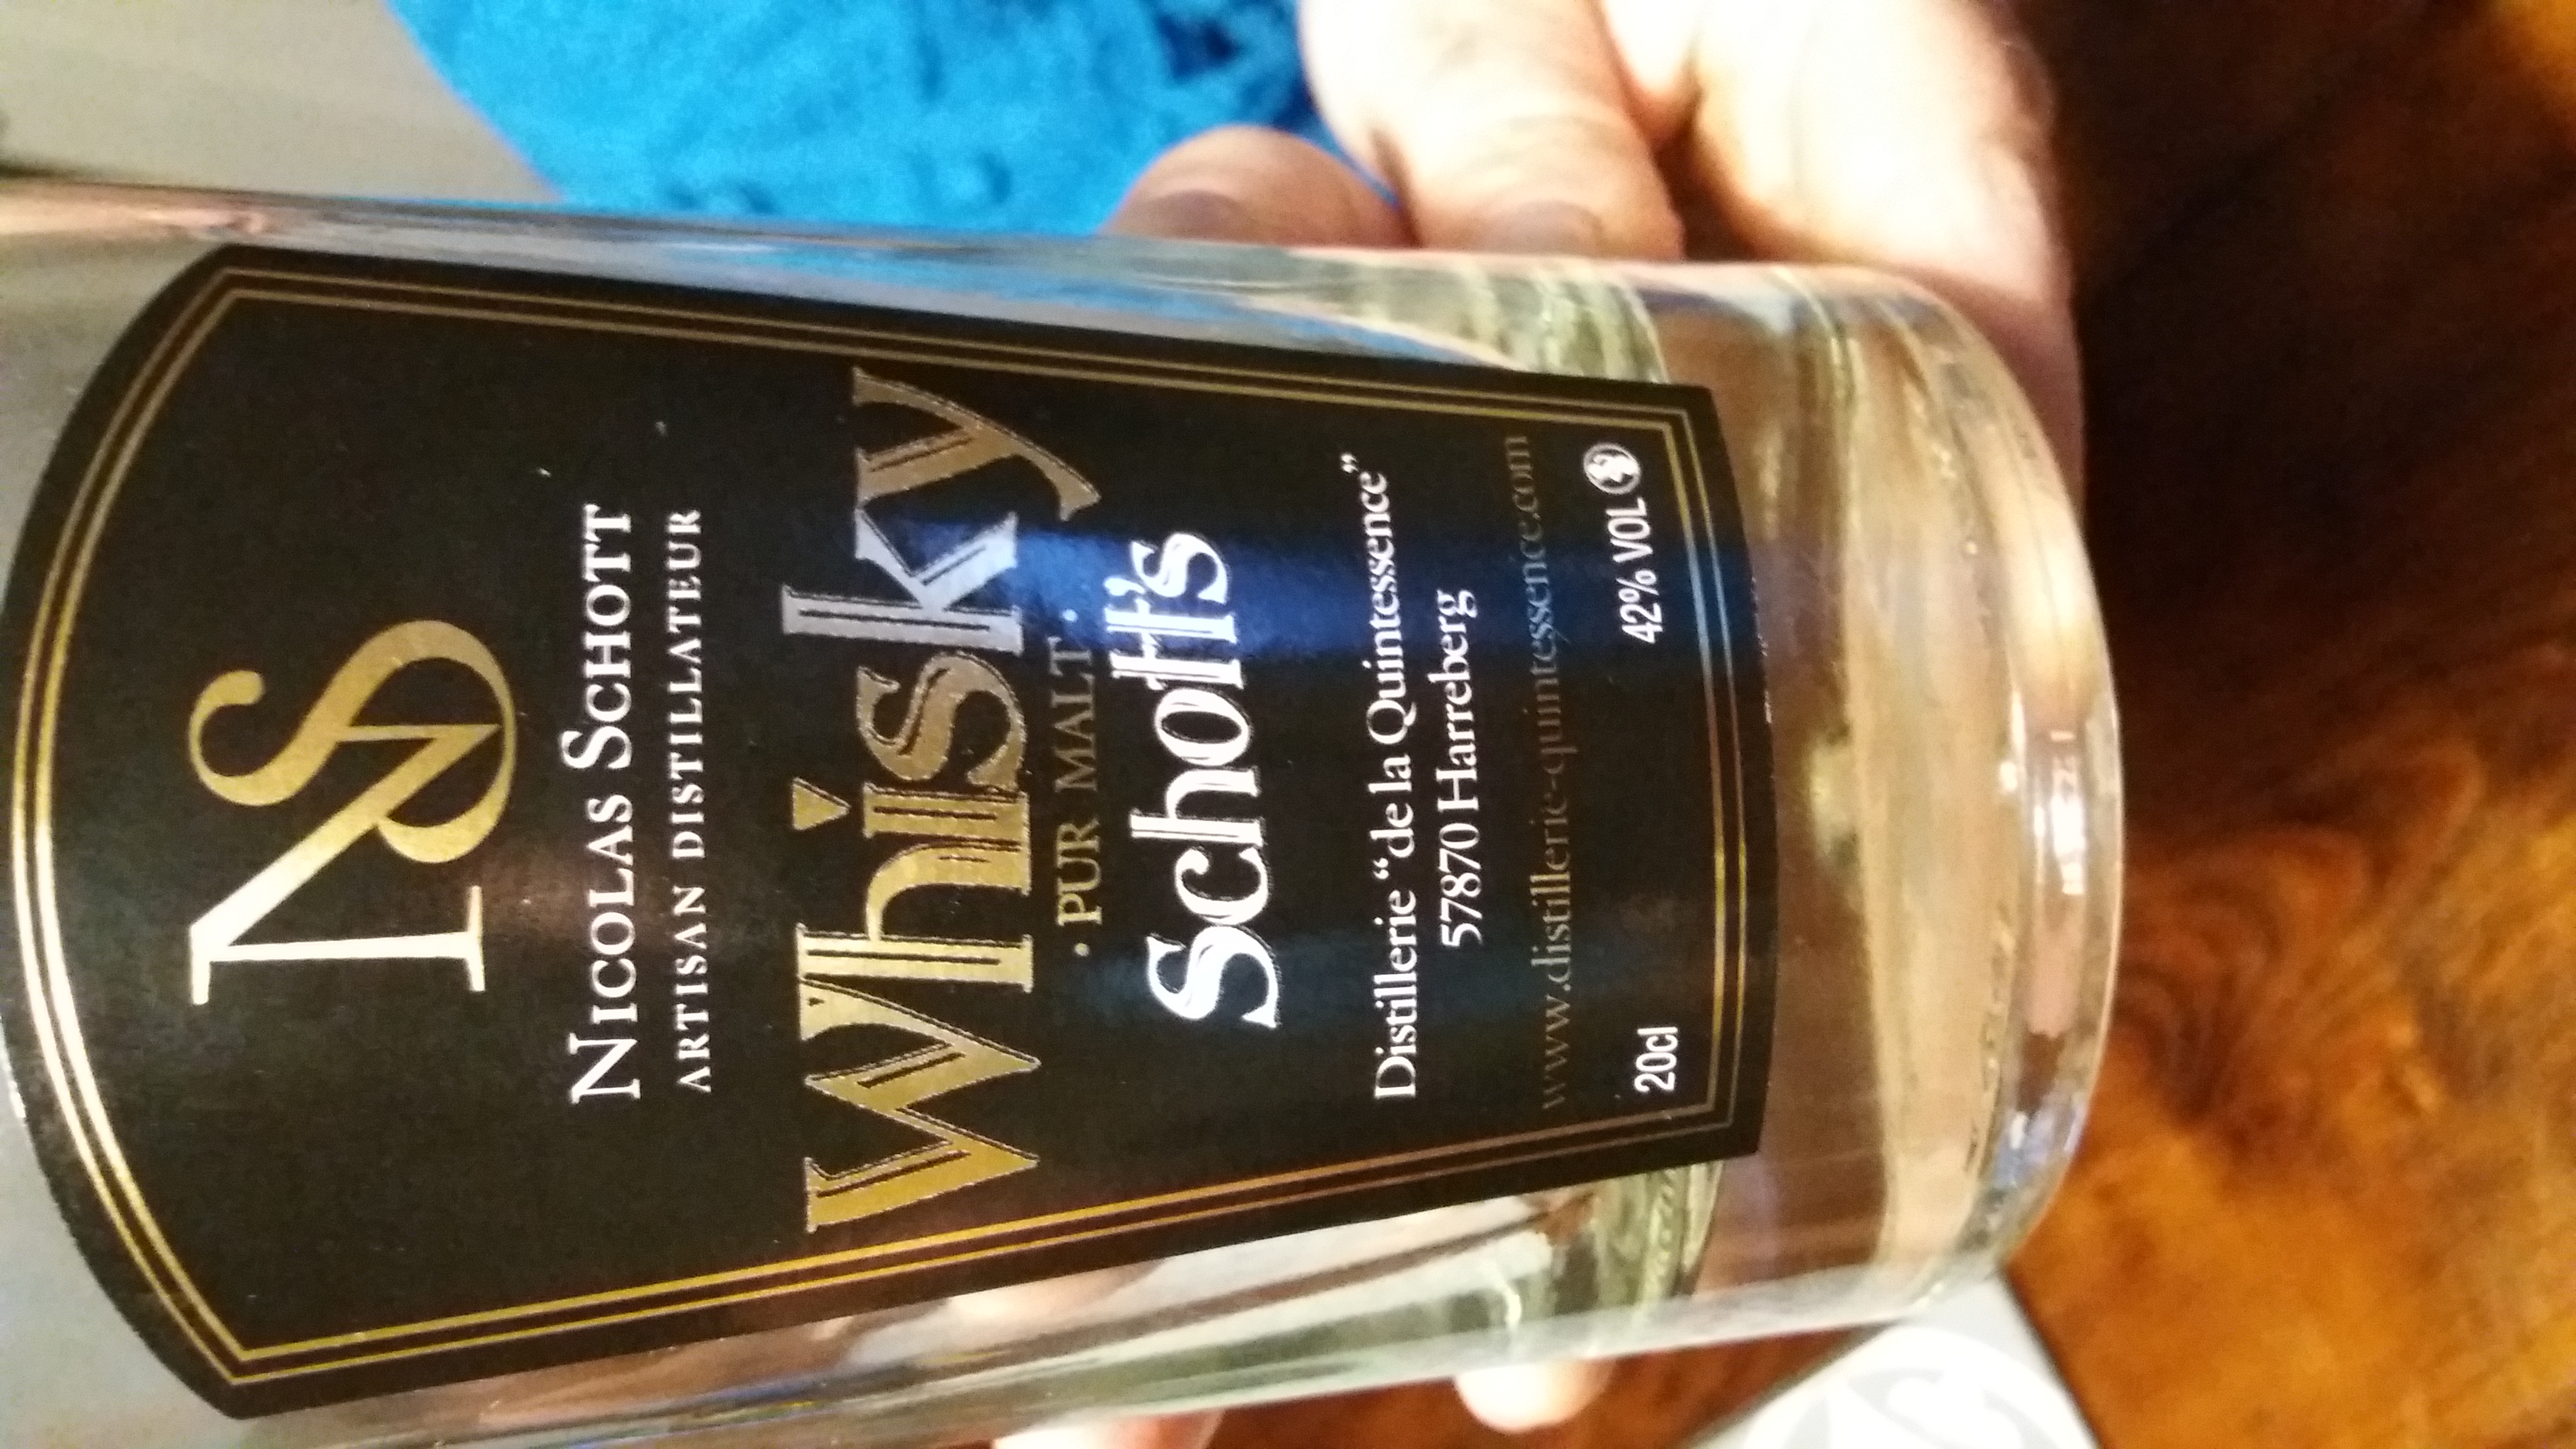 NS
NICOLAS SCHOTT
ARTISAN DISTILLATEUR
Whisky
· PUR MALT ·
Schott's
Distillerie “de la Quintessence”
57870 Harreberg
www.distillerie-quintessence.com
20cl 42% VOL